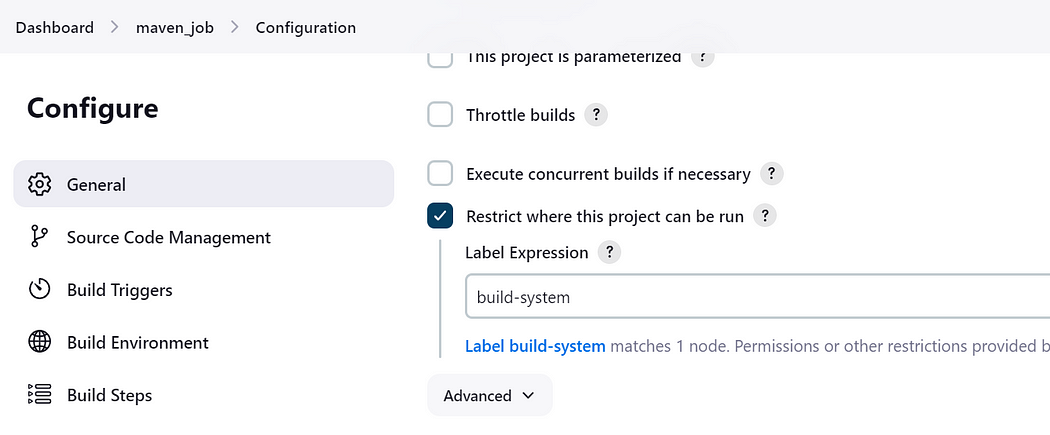 Dashboard > maven_job > Configuration
Configure
General
Source Code Management
Build Triggers
Build Environment
Build Steps
This project is parameterized ?
Throttle builds ?
Execute concurrent builds if necessary ?
Restrict where this project can be run ?
Label Expression ?
build-system
Label build-system matches 1 node. Permissions or other restrictions provided b
Advanced